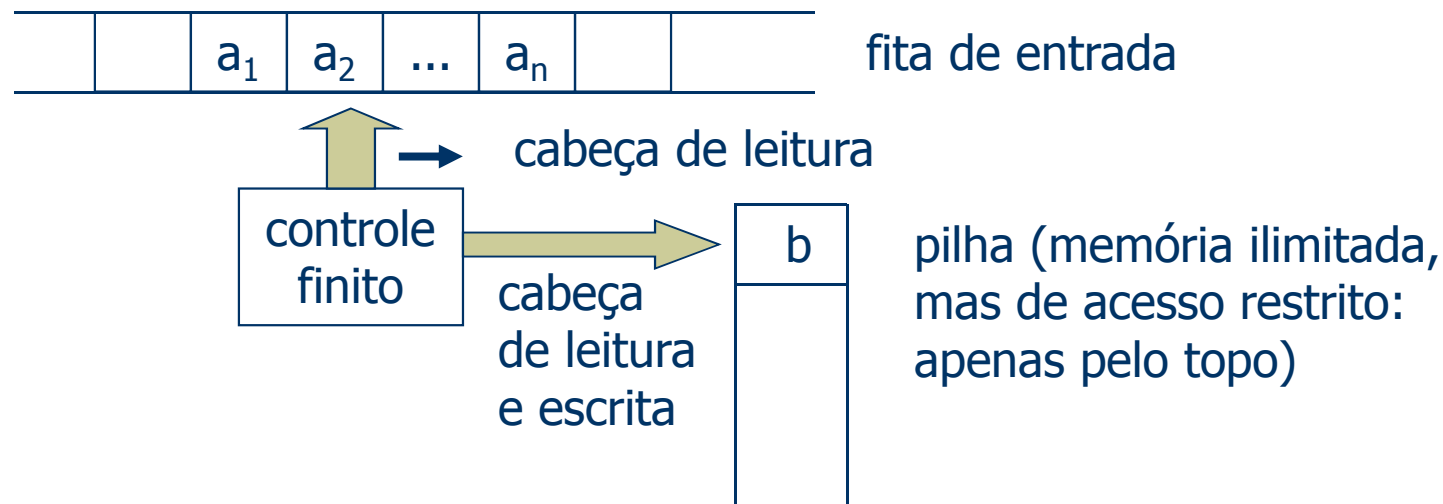 a₁ a₂ ... aₙ
fita de entrada
cabeça de leitura
controle
finito
cabeça
de leitura
e escrita
b
pilha (memória ilimitada,
mas de acesso restrito:
apenas pelo topo)